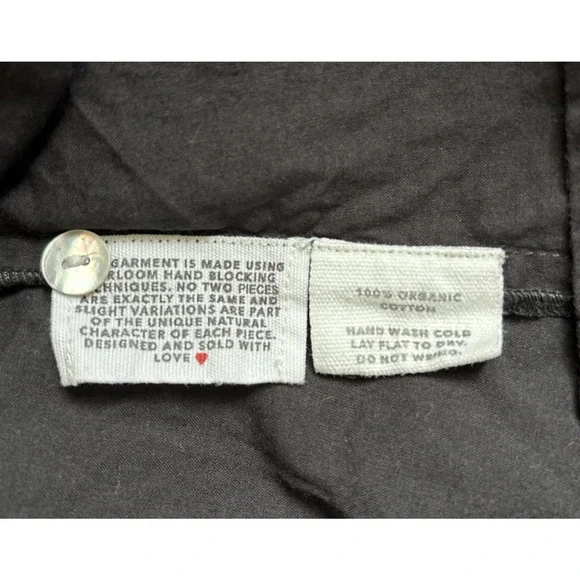 GARMENT IS MADE USING
RLOOM HAND BLOCKING
CHNIQUES. NO TWO PIECES
ARE EXACTLY THE SAME AND
SLIGHT VARIATIONS ARE PART
OF THE UNIQUE NATURAL
CHARACTER OF EACH PIECE.
DESIGNED AND SOLD WITH
LOVE ♥
100% ORGANIC
COTTON
HAND WASH COLD
LAY FLAT TO DRY.
DO NOT WRING.